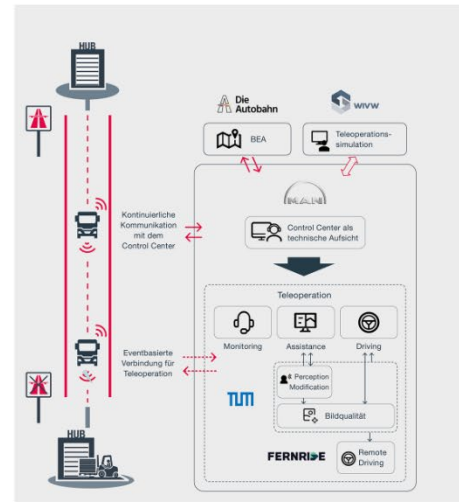 HUB
Die
Autobahn
WIVW
BEA
Teleoperations-
simulation
MAN
Kontinuierliche
Kommunikation
mit dem
Control Center
Control Center als
technische Aufsicht
Teleoperation
Monitoring
Assistance
Driving
Eventbasierte
Verbindung für
Teleoperation
Perception
Modification
TUM
Bildqualität
FERNRIDE
Remote
Driving
HUB